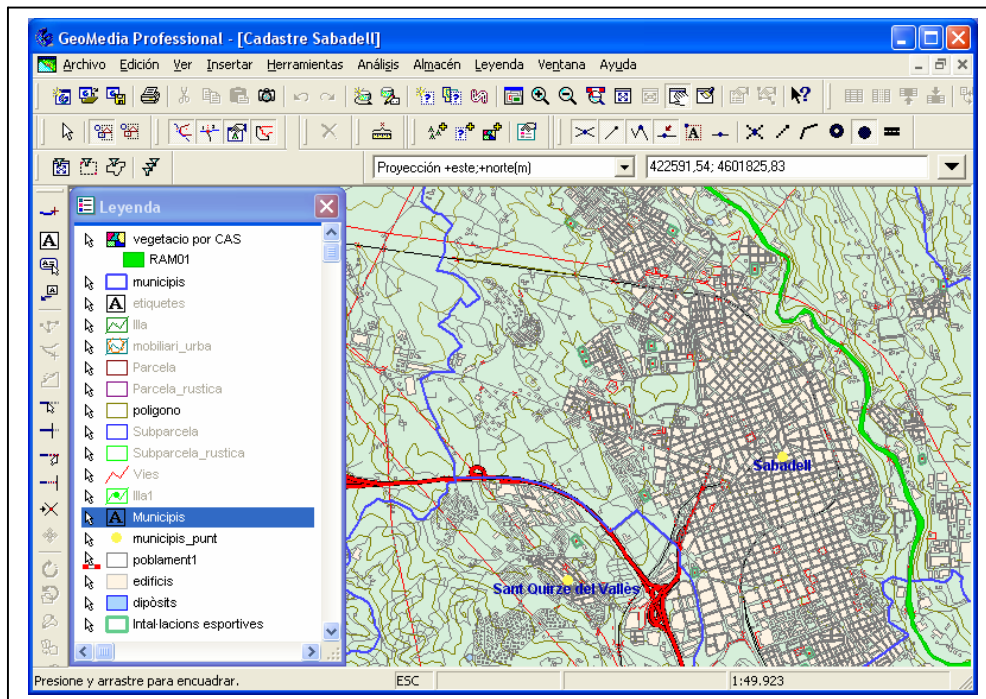 GeoMedia Professional - [Cadastre Sabadell]
Archivo Edición Ver Insertar Herramientas Análisis Almacén Leyenda Ventana Ayuda
Proyección +este;+norte(m) 422591,54; 4601825,83
Leyenda
vegetacio por CAS
RAM01
municipis
etiquetes
Illa
mobiliari_urba
Parcela
Parcela_rustica
poligono
Subparcela
Subparcela_rustica
Vies
Illa1
Municipis
municipis_punt
poblament1
edificis
dipòsits
Intal·lacions esportives
Sabadell
Sant Quirze del Vallès
Presione y arrastre para encuadrar. ESC 1:49.923